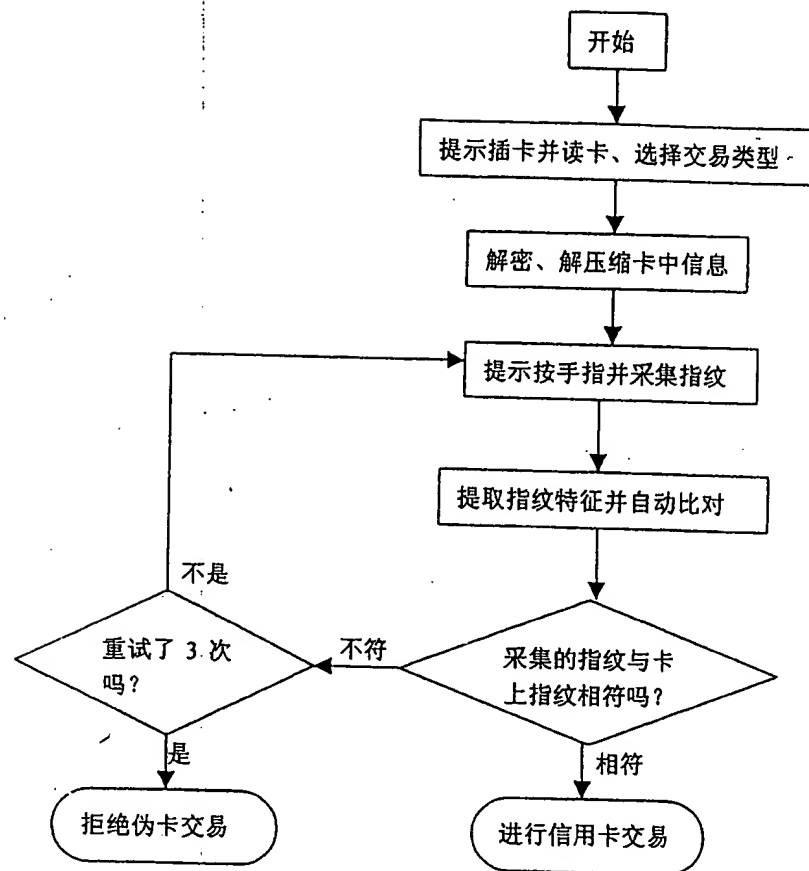 开始
提示插卡并读卡、选择交易类型
解密、解压缩卡中信息
提示按手指并采集指纹
提取指纹特征并自动比对
不是
重试了 3 次
吗?
不符
采集的指纹与卡
上指纹相符吗?
是
相符
拒绝伪卡交易
进行信用卡交易